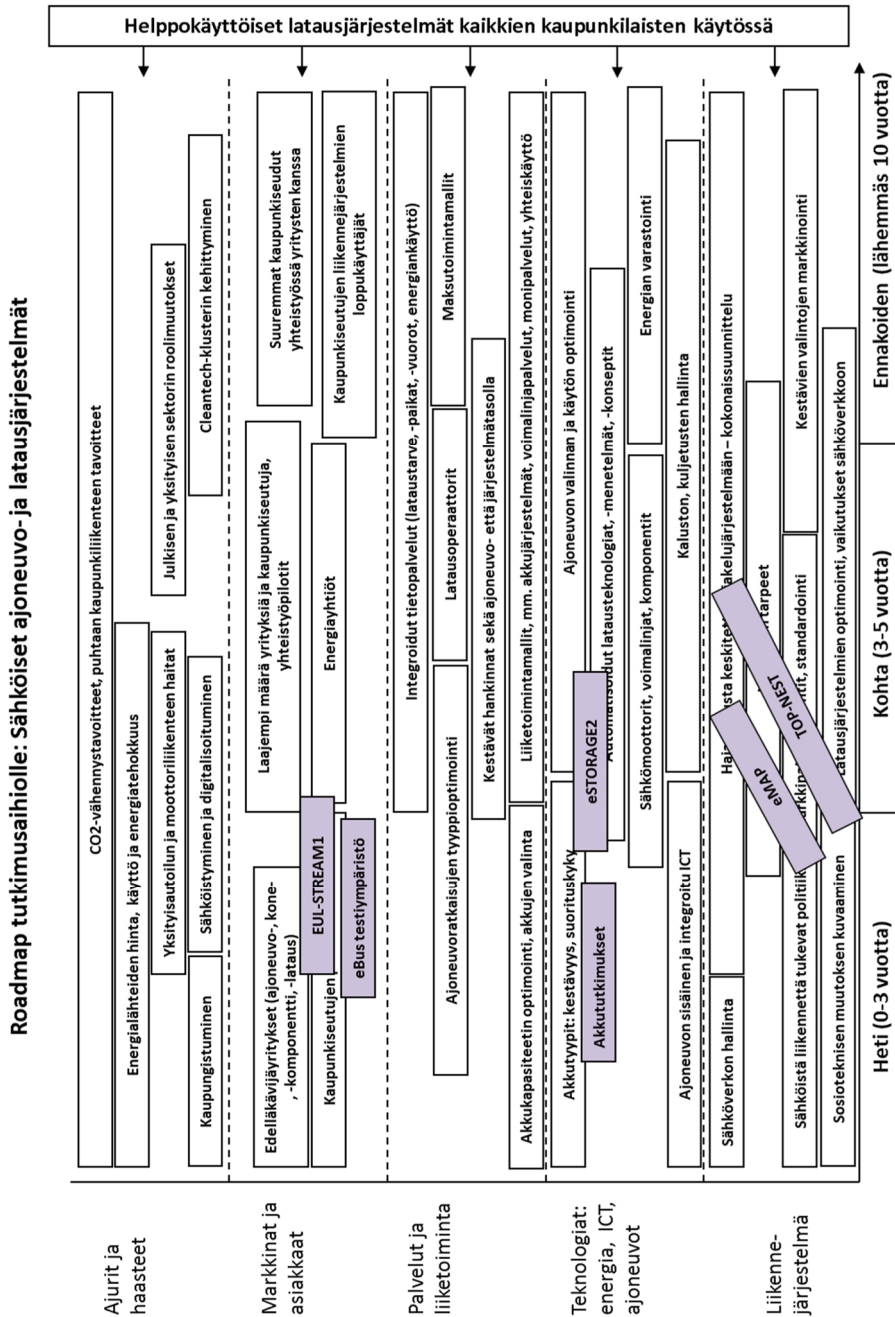 Roadmap tutkimusaihiolle: Sähköiset ajoneuvo- ja latausjärjestelmät
Helppokäyttöiset latausjärjestelmät kaikkien kaupunkilaisten käytössä
Ajurit ja
haasteet
CO2-vähennystavoitteet, puhtaan kaupunkiliikenteen tavoitteet
Energialähteiden hinta, käyttö ja energiatehokkuus
Yksityisautoilun ja moottoriliikenteen haitat
Julkisen ja yksityisen sektorin roolimuutokset
Kaupungistuminen
Sähköistyminen ja digitalisoituminen
Cleantech-klusterin kehittyminen
Markkinat ja
asiakkaat
Edelläkävijäyritykset (ajoneuvo-, kone-
, -komponentti, -lataus)
Laajempi määrä yrityksiä ja kaupunkiseutuja,
yhteistyöpilotit
Suuremmat kaupunkiseudut
yhteistyössä yritysten kanssa
Kaupunkiseutujen
EUL-STREAM1
Energiayhtiöt
Kaupunkiseutujen liikennejärjestelmien
loppukäyttäjät
eBus testiympäristö
Palvelut ja
liiketoiminta
Integroidut tietopalvelut (lataustarve, -paikat, -vuorot, energiankäyttö)
Ajoneuvoratkaisujen tyyppioptimointi
Latausoperaattorit
Maksutoimintamallit
Kestävät hankinnat sekä ajoneuvo- että järjestelmätasolla
Akkukapasiteetin optimointi, akkujen valinta
Liiketoimintamallit, mm. akkujärjestelmät, voimalinjapalvelut, monipalvelut, yhteiskäyttö
Teknologiat:
energia, ICT,
ajoneuvot
Akkutyypit: kestävyys, suorituskyky
Ajoneuvon valinnan ja käytön optimointi
Akkututkimukset
eSTORAGE2
Automatisoidut latausteknologiat, -menetelmät, -konseptit
Sähkömoottorit, voimalinjat, komponentit
Energian varastointi
Ajoneuvon sisäinen ja integroitu ICT
Kaluston, kuljetusten hallinta
Liikenne-
järjestelmä
Sähköverkon hallinta
jakelujärjestelmään – kokonaissuunnittelu
eMAP
TOP-NEST
Sähköistä liikennettä tukevat
standardointi
Kestävien valintojen markkinointi
Sosioteknisen muutoksen kuvaaminen
Latausjärjestelmien optimointi, vaikutukset sähköverkkoon
Heti (0-3 vuotta)
Kohta (3-5 vuotta)
Ennakoiden (lähemmäs 10 vuotta)